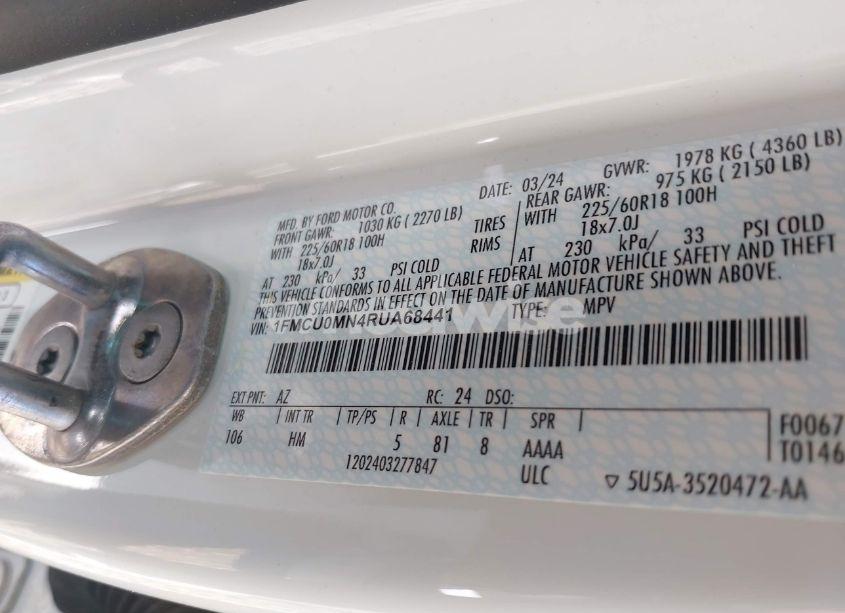 MFD. BY FORD MOTOR CO.
DATE: 03/24 GVWR: 1978 KG ( 4360 LB)
FRONT GAWR: 1030 KG ( 2270 LB) REAR GAWR: 975 KG ( 2150 LB)
WITH 225/60R18 100H TIRES WITH 225/60R18 100H
18x7.0J RIMS 18x7.0J
AT 230 kPa/ 33 PSI COLD AT 230 kPa/ 33 PSI COLD
THIS VEHICLE CONFORMS TO ALL APPLICABLE FEDERAL MOTOR VEHICLE SAFETY AND THEFT
PREVENTION STANDARDS IN EFFECT ON THE DATE OF MANUFACTURE SHOWN ABOVE.
VIN: 1FMCU0MN4RUA68441 TYPE: MPV
EXT PNT: AZ RC: 24 DSO:
WB INT TR TP/PS R AXLE TR SPR
106 HM 5 81 8 AAAA
ULC
1202403277847
F0067
T0146
5U5A-3520472-AA